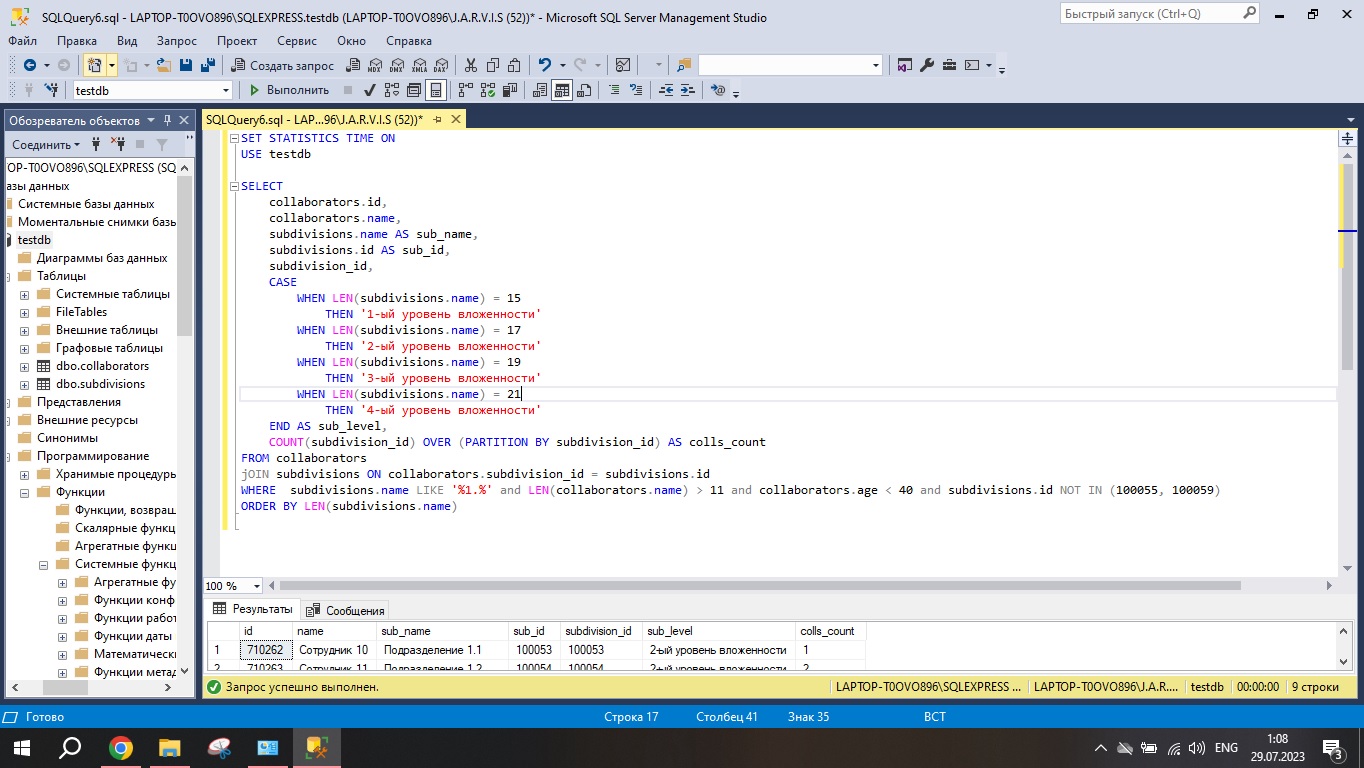 SQLQuery6.sql - LAPTOP-T0OVO896\SQLEXPRESS.testdb (LAPTOP-T0OVO896\J.A.R.V.I.S (52))* - Microsoft SQL Server Management Studio
Быстрый запуск (Ctrl+Q)
Файл Правка Вид Запрос Проект Сервис Окно Справка
Создать запрос MDX DMX XMLA DAX
testdb Выполнить
Обозреватель объектов
Соединить
OP-T0OVO896\SQLEXPRESS (SQ
азы данных
Системные базы данных
Моментальные снимки базы
testdb
Диаграммы баз данных
Таблицы
Системные таблицы
FileTables
Внешние таблицы
Графовые таблицы
dbo.collaborators
dbo.subdivisions
Представления
Внешние ресурсы
Синонимы
Программирование
Хранимые процедуры
Функции
Функции, возвращ
Скалярные функц
Агрегатные функц
Системные функц
Агрегатные фу
Функции конф
Функции работ
Функции даты
Математически
Функции метад
SQLQuery6.sql - LAP...96\J.A.R.V.I.S (52))*
SET STATISTICS TIME ON
USE testdb
SELECT
collaborators.id,
collaborators.name,
subdivisions.name AS sub_name,
subdivisions.id AS sub_id,
subdivision_id,
CASE
WHEN LEN(subdivisions.name) = 15
THEN '1-ый уровень вложенности'
WHEN LEN(subdivisions.name) = 17
THEN '2-ый уровень вложенности'
WHEN LEN(subdivisions.name) = 19
THEN '3-ый уровень вложенности'
WHEN LEN(subdivisions.name) = 21
THEN '4-ый уровень вложенности'
END AS sub_level,
COUNT(subdivision_id) OVER (PARTITION BY subdivision_id) AS colls_count
FROM collaborators
jOIN subdivisions ON collaborators.subdivision_id = subdivisions.id
WHERE  subdivisions.name LIKE '%1.%' and LEN(collaborators.name) > 11 and collaborators.age < 40 and subdivisions.id NOT IN (100055, 100059)
ORDER BY LEN(subdivisions.name)
100 %
Результаты Сообщения
id name sub_name sub_id subdivision_id sub_level colls_count
1 710262 Сотрудник 10 Подразделение 1.1 100053 100053 2-ый уровень вложенности 1
2 710263 Сотрудник 11 Подразделение 1.2 100054 100054 2-ый уровень вложенности 2
Запрос успешно выполнен. LAPTOP-T0OVO896\SQLEXPRESS ... LAPTOP-T0OVO896\J.A.R.... testdb 00:00:00 9 строки
Готово Строка 17 Столбец 41 Знак 35 ВСТ
ENG 1:08
29.07.2023 3